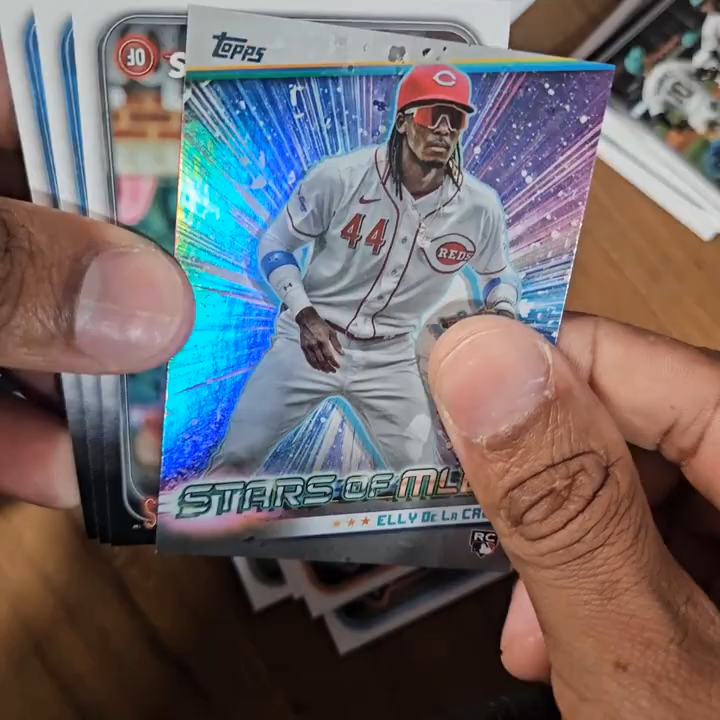 TOPPS
44
REDS
C
STARS OF ML
ELLY DE LA CR
RC